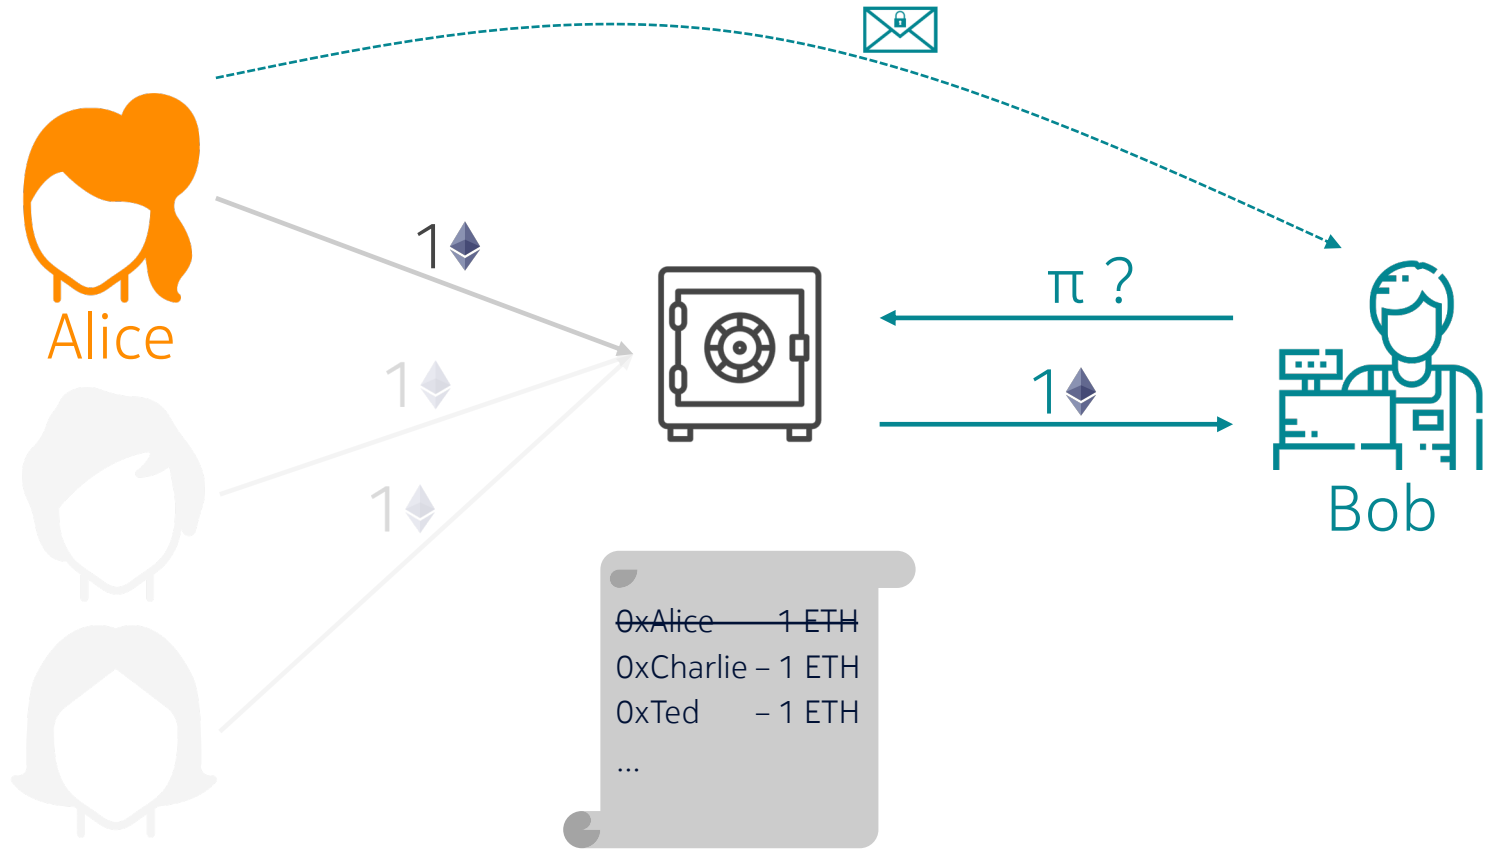 1
Alice
π ?
1
1
1
Bob
0xAlice 1 ETH
0xCharlie – 1 ETH
0xTed – 1 ETH
...